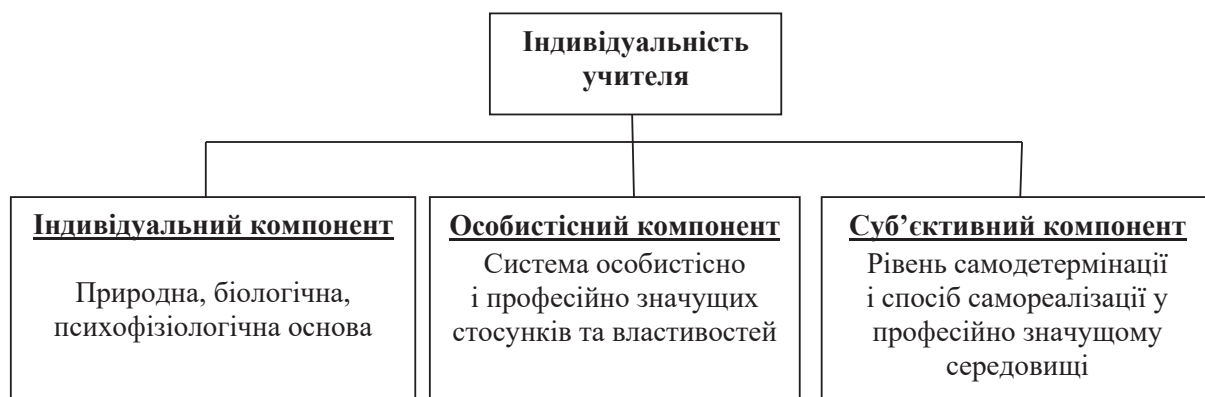 Індивідуальність
учителя
Індивідуальний компонент
Природна, біологічна,
психофізіологічна основа
Особистісний компонент
Система особистісно
і професійно значущих
стосунків та властивостей
Суб’єктивний компонент
Рівень самодетермінації
і спосіб самореалізації у
професійно значущому
середовищі